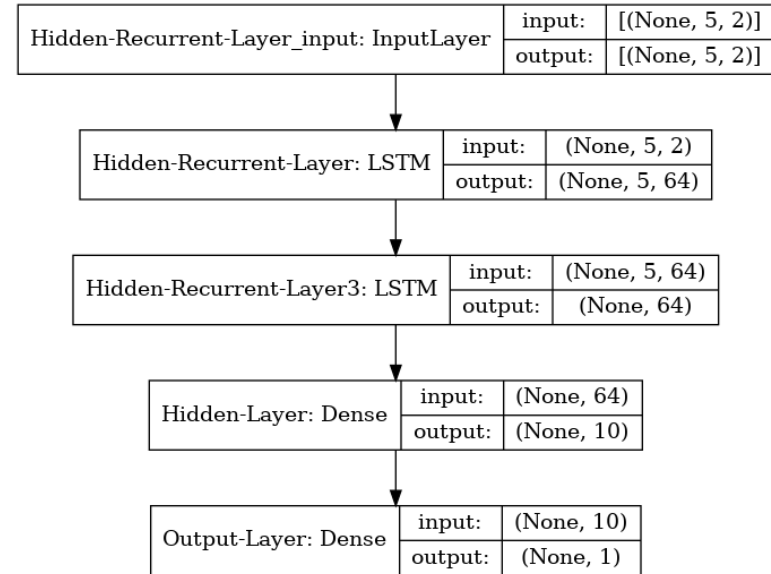 Hidden-Recurrent-Layer_input: InputLayer
input: [(None, 5, 2)]
output: [(None, 5, 2)]
Hidden-Recurrent-Layer: LSTM
input: (None, 5, 2)
output: (None, 5, 64)
Hidden-Recurrent-Layer3: LSTM
input: (None, 5, 64)
output: (None, 64)
Hidden-Layer: Dense
input: (None, 64)
output: (None, 10)
Output-Layer: Dense
input: (None, 10)
output: (None, 1)